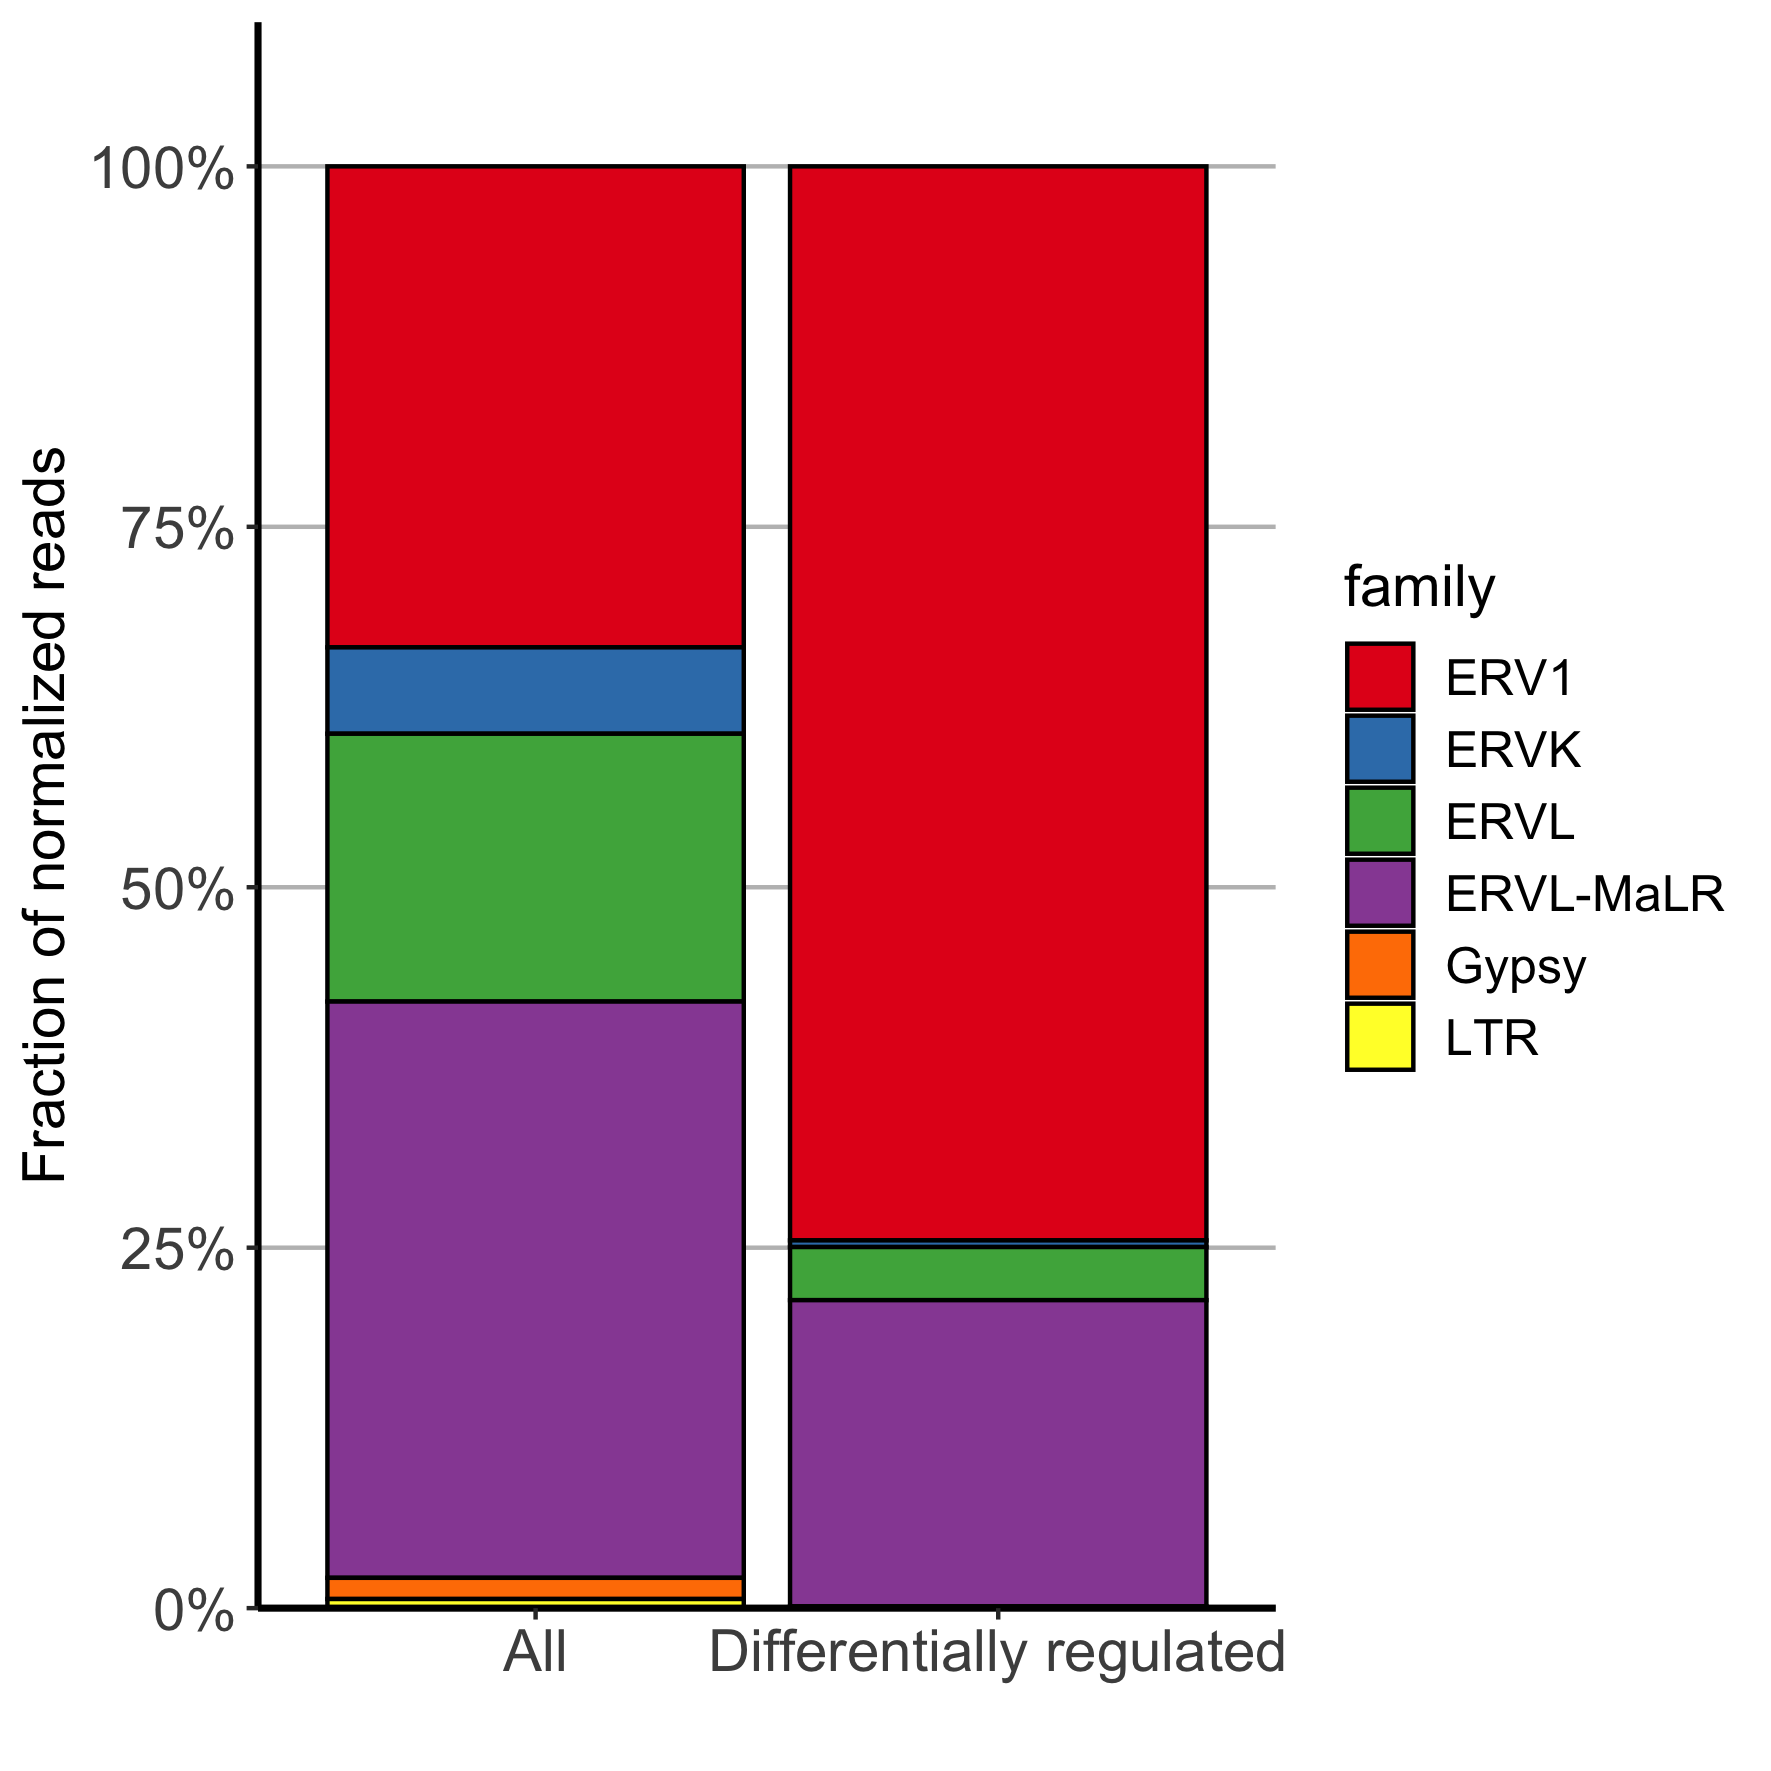 Fraction of normalized reads
100%
75%
50%
25%
0%
All
Differentially regulated
family
ERV1
ERVK
ERVL
ERVL-MaLR
Gypsy
LTR